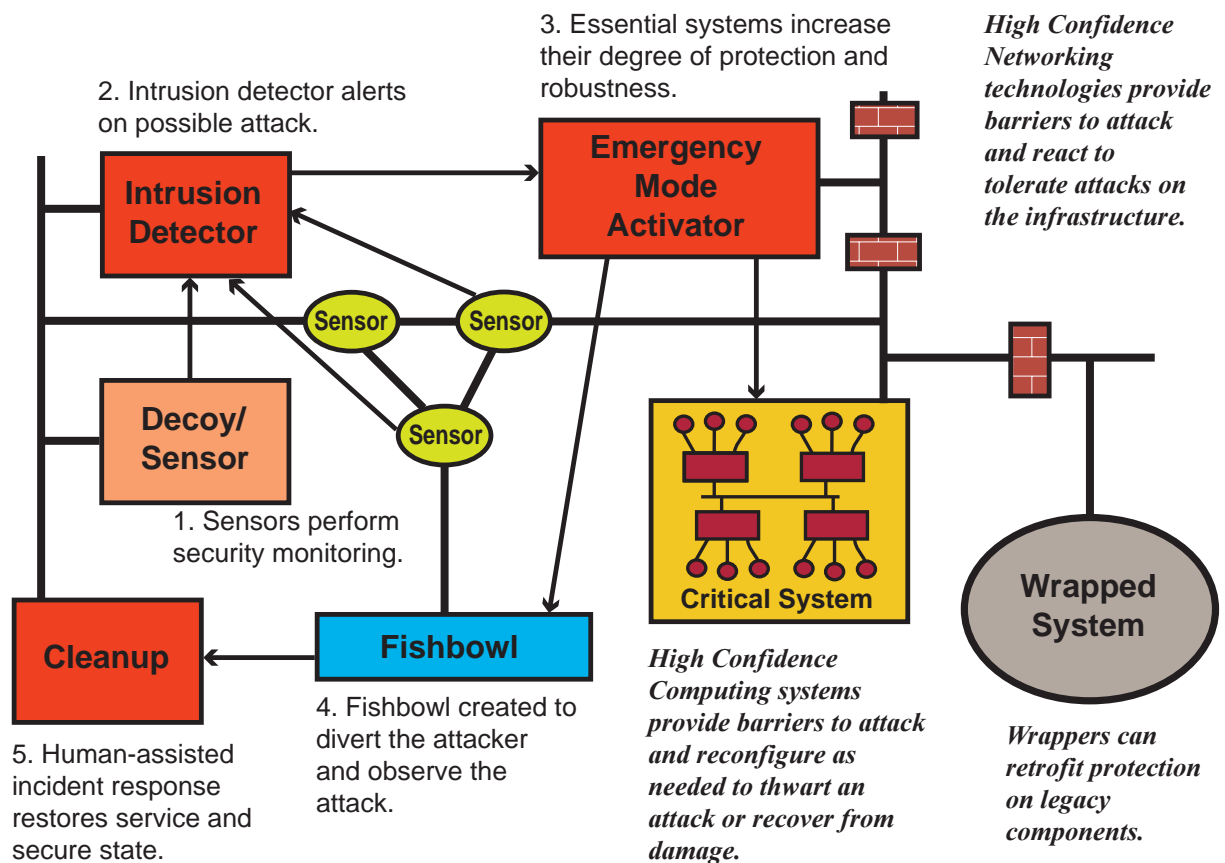 3. Essential systems increase
their degree of protection and
robustness.
High Confidence
Networking
technologies provide
barriers to attack
and react to
tolerate attacks on
the infrastructure.
2. Intrusion detector alerts
on possible attack.
Intrusion
Detector
Emergency
Mode
Activator
Sensor
Sensor
Sensor
Decoy/
Sensor
1. Sensors perform
security monitoring.
Critical System
Wrapped
System
Cleanup
Fishbowl
4. Fishbowl created to
divert the attacker
and observe the
attack.
5. Human-assisted
incident response
restores service and
secure state.
High Confidence
Computing systems
provide barriers to attack
and reconfigure as
needed to thwart an
attack or recover from
damage.
Wrappers can
retrofit protection
on legacy
components.